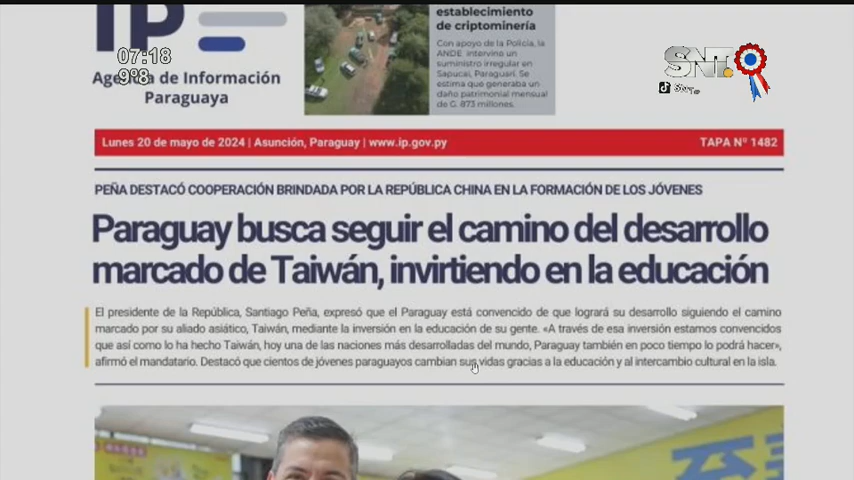 establecimiento
de criptominería
Con apoyo de la Policía, la
ANDE intervino un
suministro irregular en
Sapucai, Paraguarí. Se
estima que generaba un
daño patrimonial mensual
de G. 873 millones.
IP
Agencia de Información
Paraguaya
07:18
9°8
SNT
Lunes 20 de mayo de 2024 | Asunción, Paraguay | www.ip.gov.py
TAPA Nº 1482
PEÑA DESTACÓ COOPERACIÓN BRINDADA POR LA REPÚBLICA CHINA EN LA FORMACIÓN DE LOS JÓVENES
Paraguay busca seguir el camino del desarrollo
marcado de Taiwán, invirtiendo en la educación
El presidente de la República, Santiago Peña, expresó que el Paraguay está convencido de que logrará su desarrollo siguiendo el camino
marcado por su aliado asiático, Taiwán, mediante la inversión en la educación de su gente. «A través de esa inversión estamos convencidos
que así como lo ha hecho Taiwán, hoy una de las naciones más desarrolladas del mundo, Paraguay también en poco tiempo lo podrá hacer»,
afirmó el mandatario. Destacó que cientos de jóvenes paraguayos cambian sus vidas gracias a la educación y al intercambio cultural en la isla.